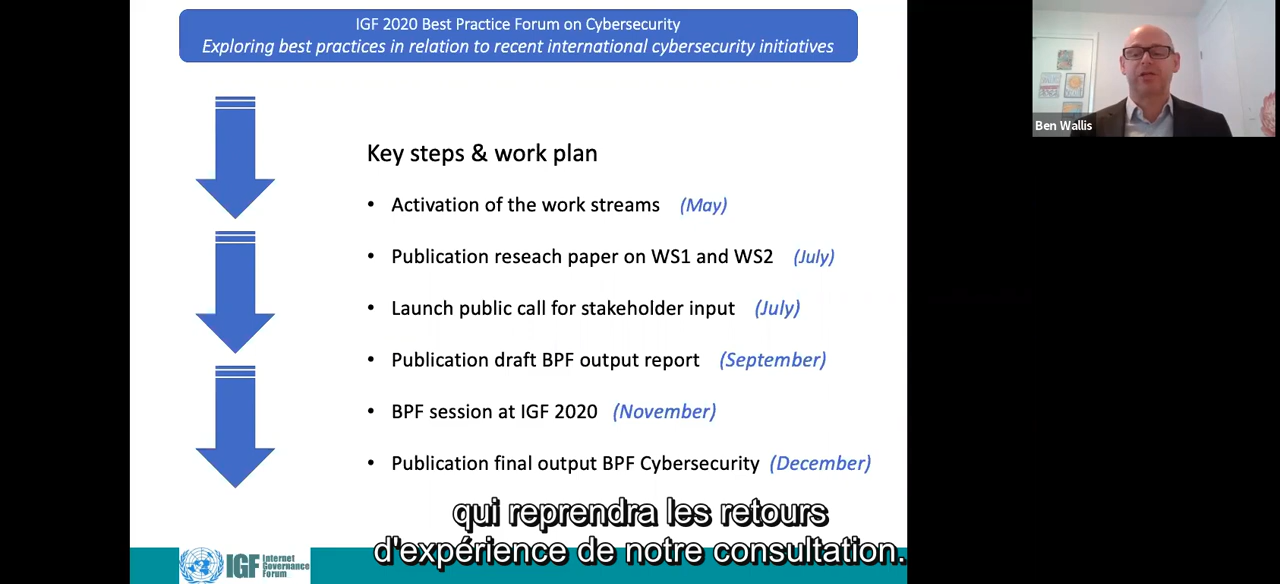 IGF 2020 Best Practice Forum on Cybersecurity
Exploring best practices in relation to recent international cybersecurity initiatives
Ben Wallis
Key steps & work plan
• Activation of the work streams (May)
• Publication reseach paper on WS1 and WS2 (July)
• Launch public call for stakeholder input (July)
• Publication draft BPF output report (September)
• BPF session at IGF 2020 (November)
• Publication final output BPF Cybersecurity (December)
qui reprendra les retours
d'expérience de notre consultation.
IGF Internet
Governance
Forum